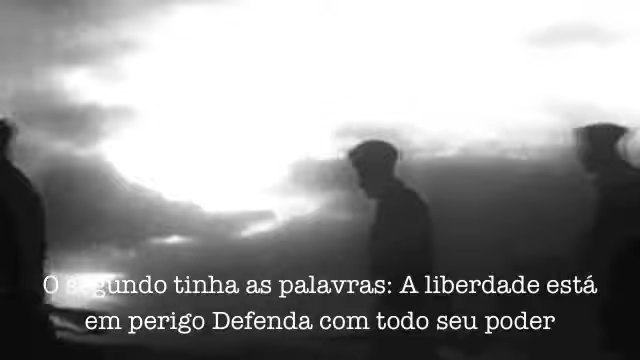 O segundo tinha as palavras: A liberdade está
em perigo Defenda com todo seu poder